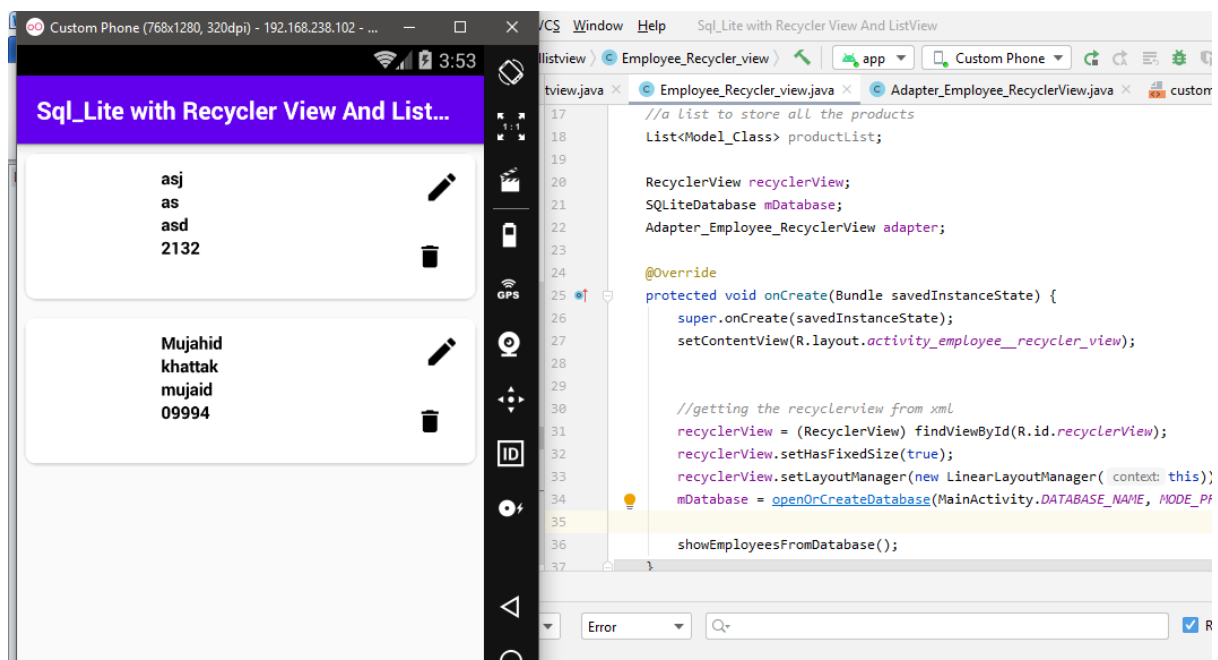 Custom Phone (768x1280, 320dpi) - 192.168.238.102 - ...
3:53
Sql_Lite with Recycler View And List...
asj
as
asd
2132
Mujahid
khattak
mujaid
09994
1:1
GPS
ID
VCS Window Help Sql_Lite with Recycler View And ListView
llistview Employee_Recycler_view app Custom Phone
tview.java Employee_Recycler_view.java Adapter_Employee_RecyclerView.java custom
17 //a list to store all the products
18 List<Model_Class> productList;
19
20 RecyclerView recyclerView;
21 SQLiteDatabase mDatabase;
22 Adapter_Employee_RecyclerView adapter;
23
24 @Override
25 protected void onCreate(Bundle savedInstanceState) {
26 super.onCreate(savedInstanceState);
27 setContentView(R.layout.activity_employee__recycler_view);
28
29
30 //getting the recyclerview from xml
31 recyclerView = (RecyclerView) findViewById(R.id.recyclerView);
32 recyclerView.setHasFixedSize(true);
33 recyclerView.setLayoutManager(new LinearLayoutManager( context: this))
34 mDatabase = openOrCreateDatabase(MainActivity.DATABASE_NAME, MODE_PR
35
36 showEmployeesFromDatabase();
37 }
Error R